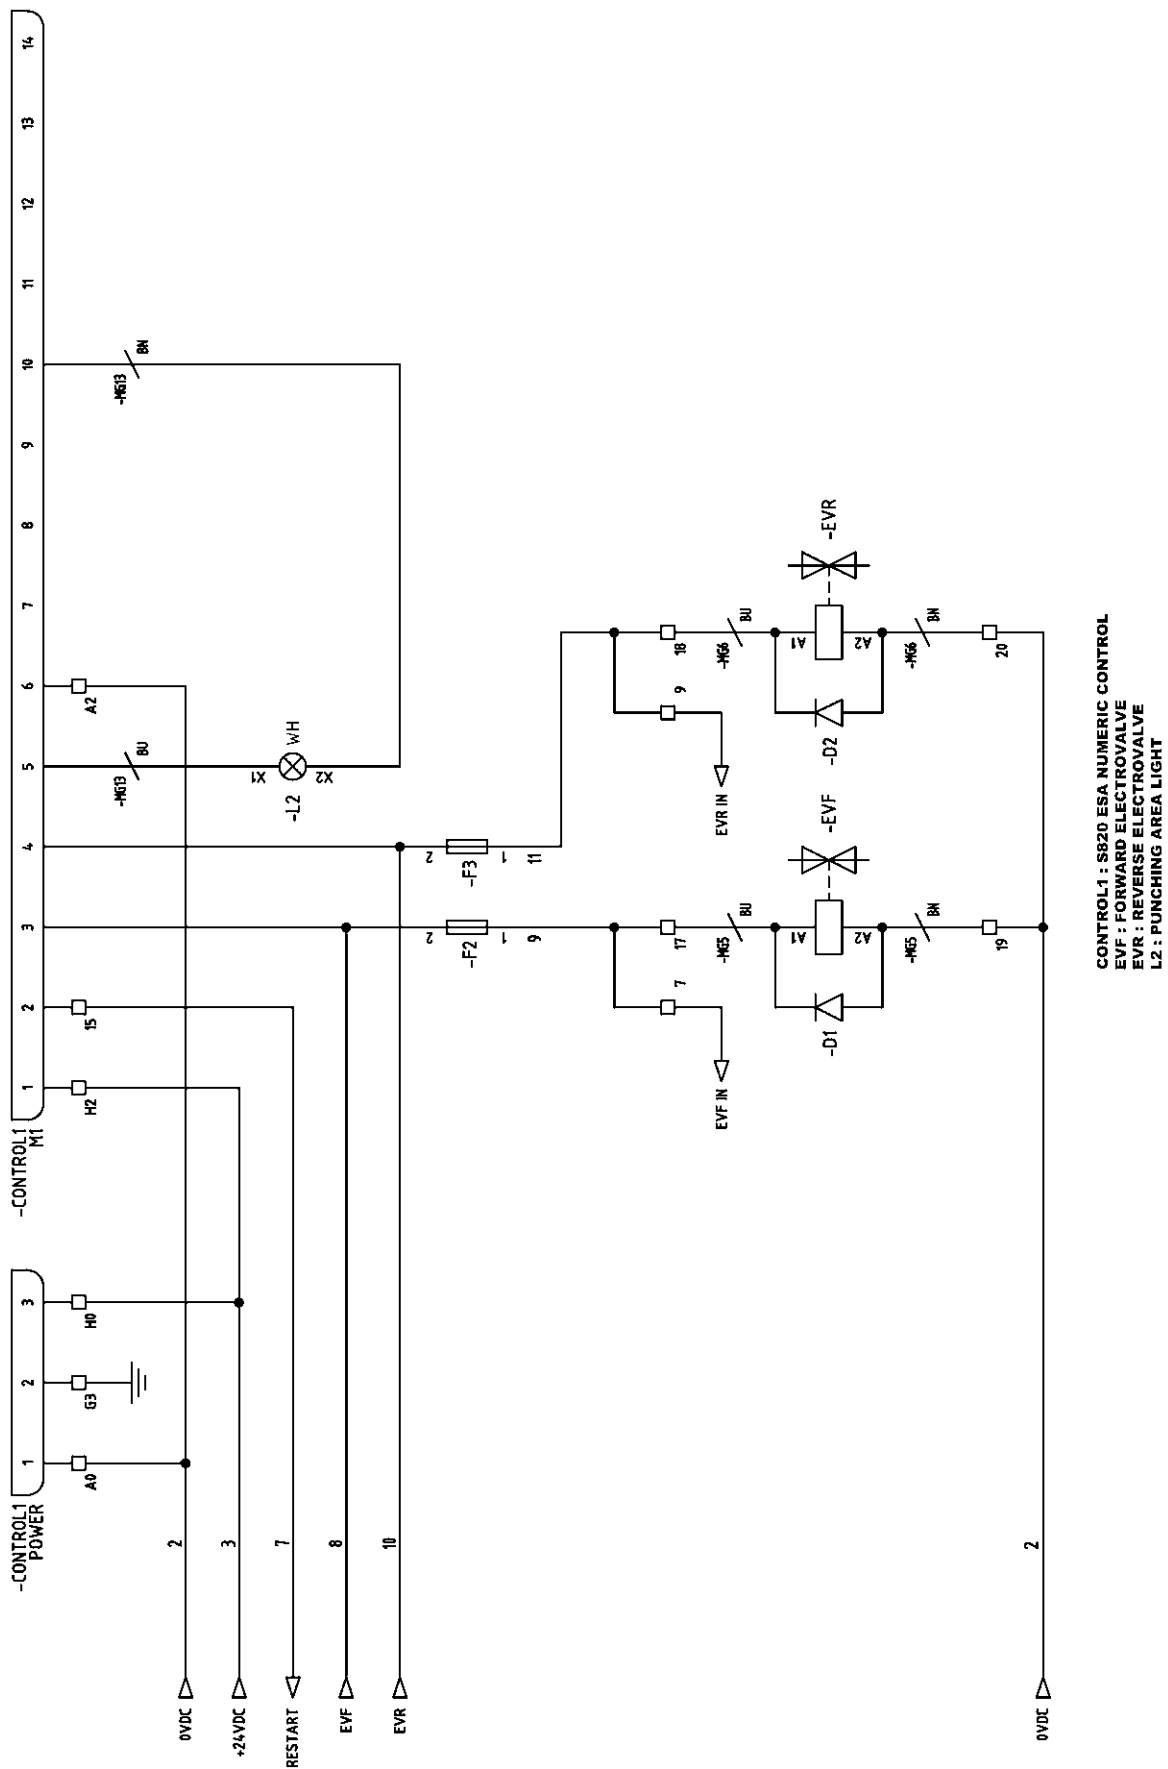 -CONTROL1
POWER
1
2
3
A0
G3
H0
-CONTROL1
M1
1
2
3
4
5
6
7
8
9
10
11
12
13
14
H2
15
A2
-MG13
BU
-MG13
BN
0VDC
2
+24VDC
3
RESTART
7
EVF
8
EVR
10
X1
-L2
WH
X2
2
-F2
1
9
2
-F3
1
11
EVF IN
7
17
EVR IN
9
18
-MG5
BU
-MG6
BU
-D1
A1
A2
-EVF
-D2
A1
A2
-EVR
-MG5
BN
-MG6
BN
19
20
0VDC
2
CONTROL1 : S820 ESA NUMERIC CONTROL
EVF : FORWARD ELECTROVALVE
EVR : REVERSE ELECTROVALVE
L2 : PUNCHING AREA LIGHT